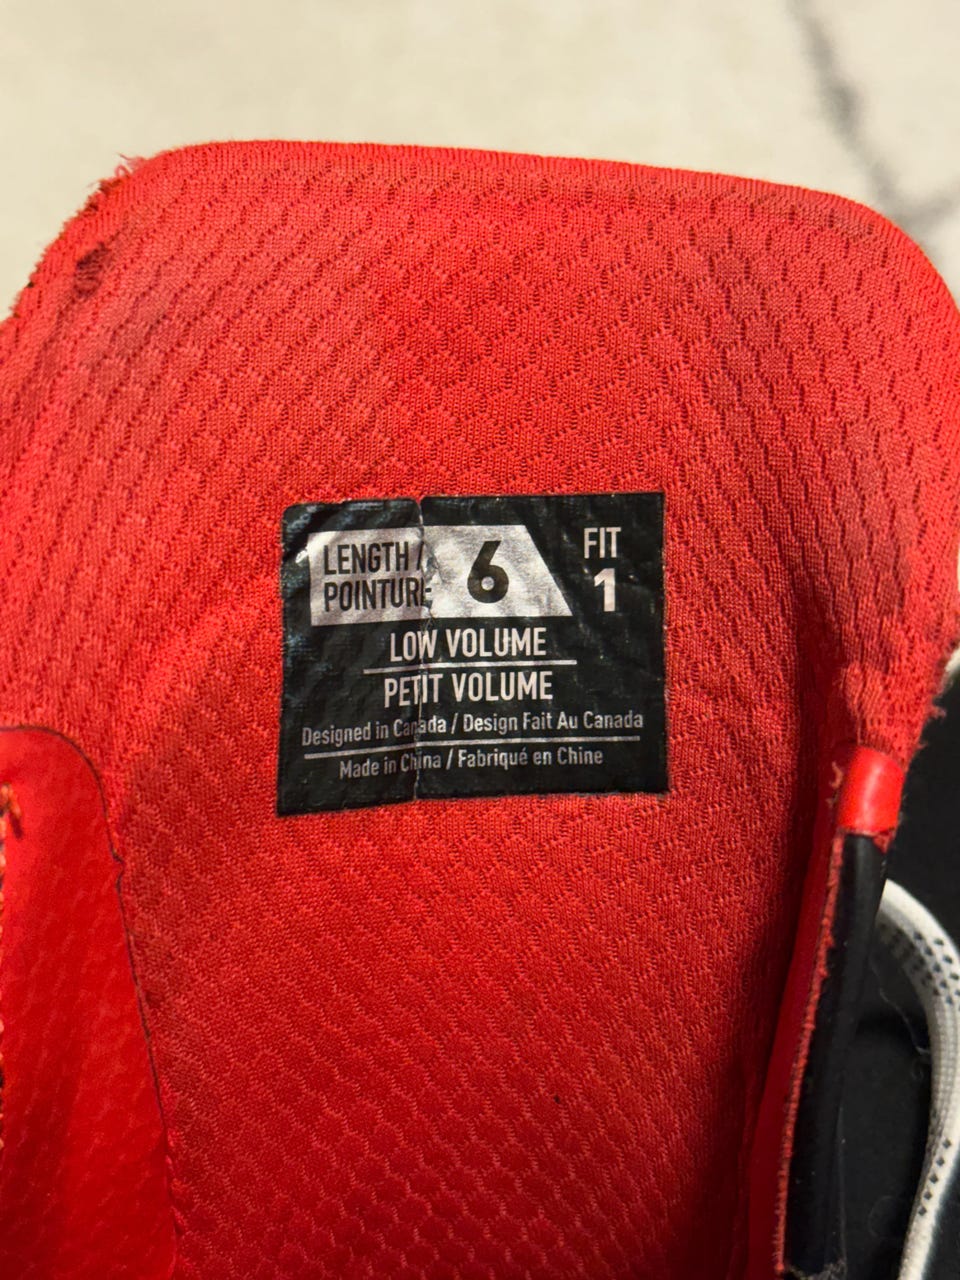 LENGTH / 6 FIT
POINTURE 1
LOW VOLUME
PETIT VOLUME
Designed in Canada / Design Fait Au Canada
Made in China / Fabriqué en Chine